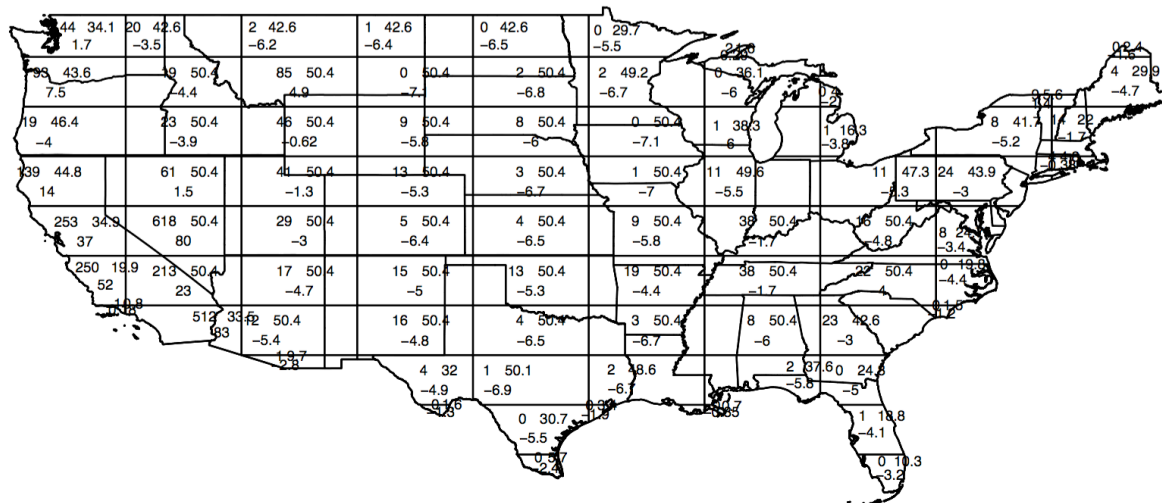 44 34.1 20 42.6 2 42.6 1 42.6 0 42.6 0 29.7
1.7 −3.5 −6.2 −6.4 −6.5 −5.5
93 43.6 50.4 85 50.4 0 50.4 2 50.4 2 49.2 0 36.1 4 29.9
7.5 −4.4 4.9 −6.8 −6.7 −6 −4.7
19 46.4 23 50.4 46 50.4 9 50.4 8 50.4 0 50.4 1 38.3 1 16.3 8 41.7 14 22
−4 −3.9 −0.62 −5.8 −6 −7.1 6 −3.8 −5.2 −1.7
139 44.8 61 50.4 41 50.4 13 50.4 3 50.4 1 50.4 11 49.6 11 47.3 24 43.9
14 1.5 −1.3 −5.3 −6.7 −7 −5.5 −3
253 34.9 618 50.4 29 50.4 5 50.4 4 50.4 9 50.4 38 50.4 16 50.4 8
37 80 −3 −6.4 −6.5 −5.8 −1.7 −4.8 −3.4
250 19.9 213 50.4 17 50.4 15 50.4 13 50.4 19 50.4 38 50.4 22 50.4
52 23 −4.7 −5 −5.3 −4.4 −1.7 −4.4
512 33.5 12 50.4 16 50.4 4 50.4 3 50.4 8 50.4 23 42.6
83 −5.4 −4.8 −6.5 −6.7 −6 −3
4 32 1 50.1 2 48.6 2 37.6 0 24.3
−4.9 −6.9 −5.8 −5
0 30.7 1 18.8
−5.5 −4.1
0 10.3
−3.2